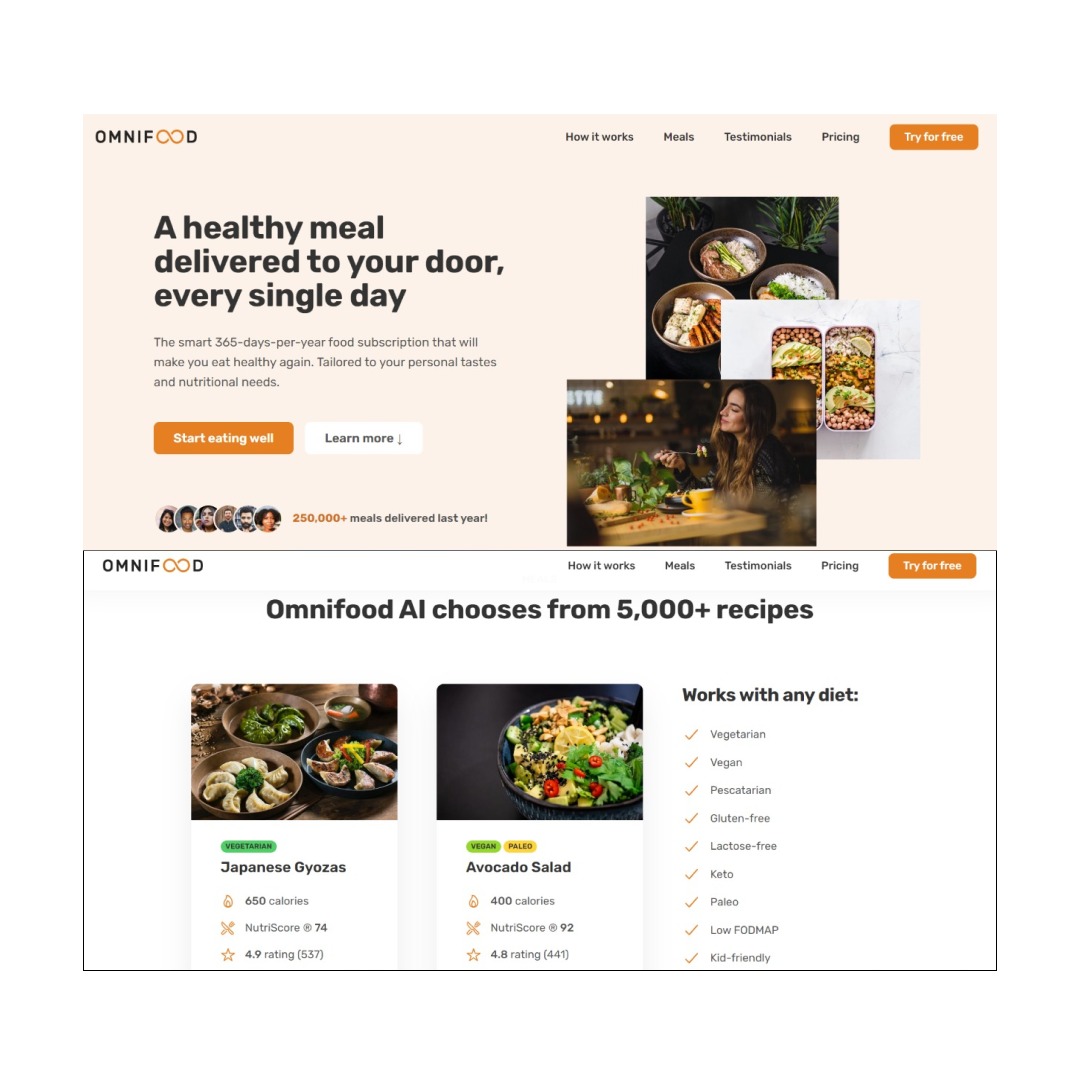 OMNIFOOD
How it works
Meals
Testimonials
Pricing
Try for free
A healthy meal
delivered to your door,
every single day
The smart 365-days-per-year food subscription that will
make you eat healthy again. Tailored to your personal tastes
and nutritional needs.
Start eating well
Learn more ↓
250,000+ meals delivered last year!
OMNIFOOD
How it works
Meals
Testimonials
Pricing
Try for free
Omnifood AI chooses from 5,000+ recipes
VEGETARIAN
Japanese Gyozas
650 calories
NutriScore ® 74
4.9 rating (537)
VEGAN
PALEO
Avocado Salad
400 calories
NutriScore ® 92
4.8 rating (441)
Works with any diet:
Vegetarian
Vegan
Pescatarian
Gluten-free
Lactose-free
Keto
Paleo
Low FODMAP
Kid-friendly